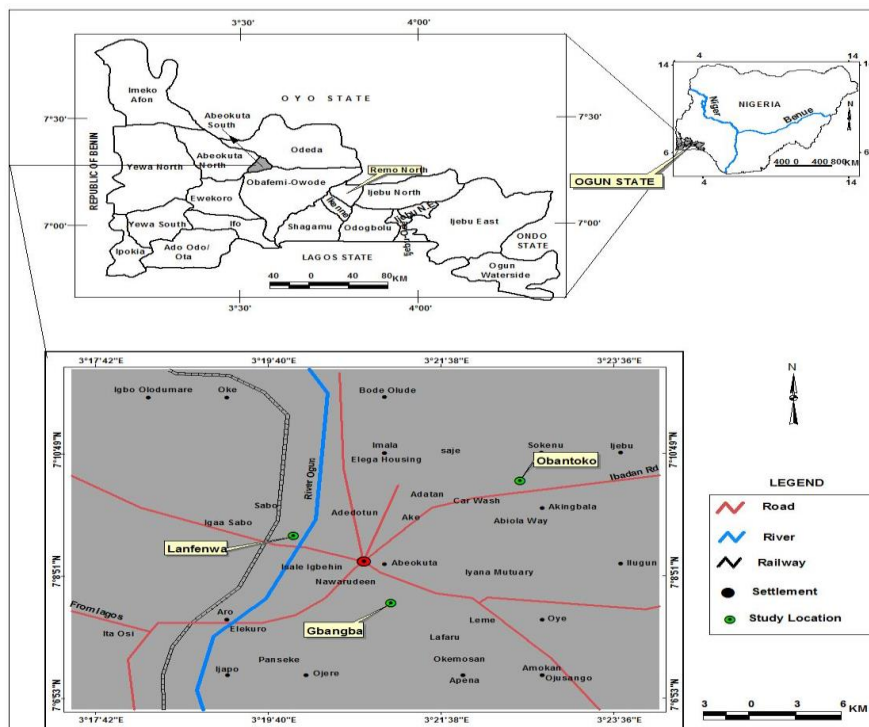 3°30'
4°00'
Imeko
Afon
OYO STATE
Abeokuta
South
7°30'
7°30'
Odeda
Abeokuta
North
REPUBLIC OF BENIN
Yewa North
Remo North
Obafemi-Owode
Ijebu North
Ewekoro
Ikenne
Ijebu N.E
Ijebu East
7°00'
7°00'
Yewa South
Ifo
Shagamu
Odogbolu
Ijebu Ode
ONDO
STATE
Ipokia
Ado Odo/
Ota
LAGOS STATE
Ogun
Waterside
40 0 40 80
KM
3°30'
4°00'
4
14
14
14
NIGERIA
Niger
Benue
N
6
6
400 0 400 800
KM
OGUN STATE
4
14
3°17'42"E
3°19'40"E
3°21'38"E
3°23'36"E
Igbo Olodumare
Oke
Bode Olude
7°10'49"N
7°10'49"N
Imala
Elega Housing
saje
Sokenu
Ijebu
Obantoko
Ibadan Rd
River Ogun
Sabo
Adatan
Car Wash
Adedotun
Ake
Akingbala
Abiola Way
Igaa Sabo
Lanfenwa
7°8'51"N
7°8'51"N
Isale Igbehin
Abeokuta
Ilugun
Nawarudeen
Iyana Mutuary
From lagos
Gbangba
Aro
Ita Osi
Elekuro
Leme
Oye
Lafaru
Panseke
Okemosan
Amokan
Ijapo
Ojere
Apena
Ojusango
7°6'53"N
7°6'53"N
3°17'42"E
3°19'40"E
3°21'38"E
3°23'36"E
N
LEGEND
Road
River
Railway
Settlement
Study Location
3 0 3 6
KM